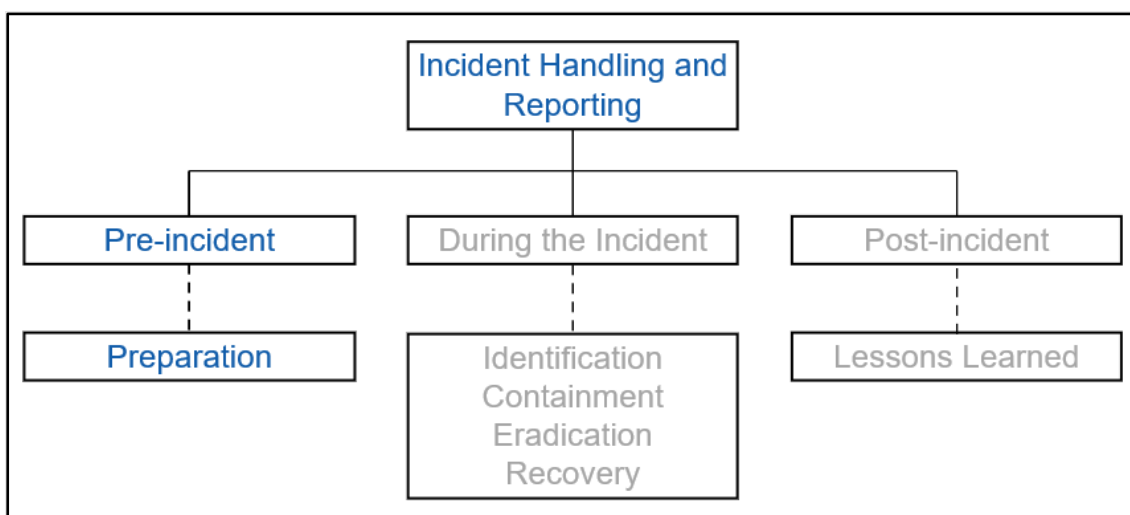 Incident Handling and
Reporting
Pre-incident
During the Incident
Post-incident
Preparation
Identification
Containment
Eradication
Recovery
Lessons Learned